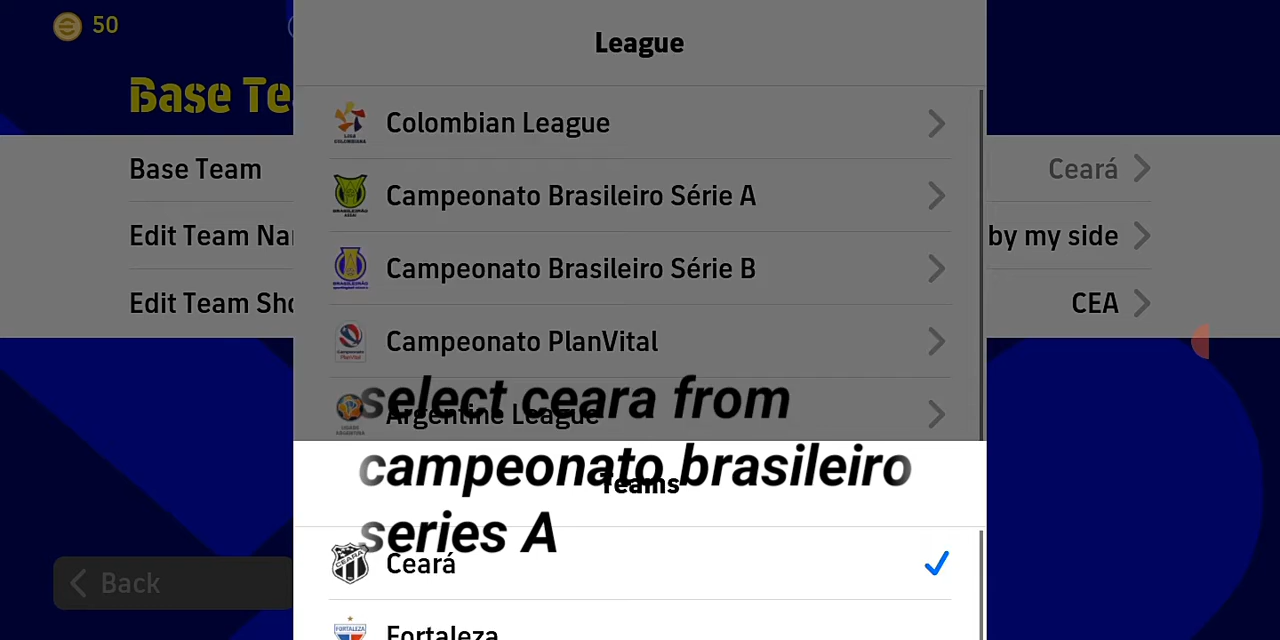 50
League
Base Te
Colombian League
Base Team
Ceará
Campeonato Brasileiro Série A
Edit Team Na
by my side
Campeonato Brasileiro Série B
Edit Team Sho
CEA
Campeonato PlanVital
Argentine League
select ceara from
campeonato brasileiro
series A
Teams
Ceará
Back
Fortaleza